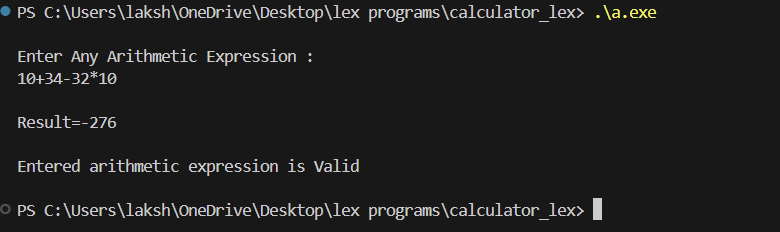 PS C:\Users\laksh\OneDrive\Desktop\lex programs\calculator_lex> .\a.exe
Enter Any Arithmetic Expression :
10+34-32*10
Result=-276
Entered arithmetic expression is Valid
PS C:\Users\laksh\OneDrive\Desktop\lex programs\calculator_lex>